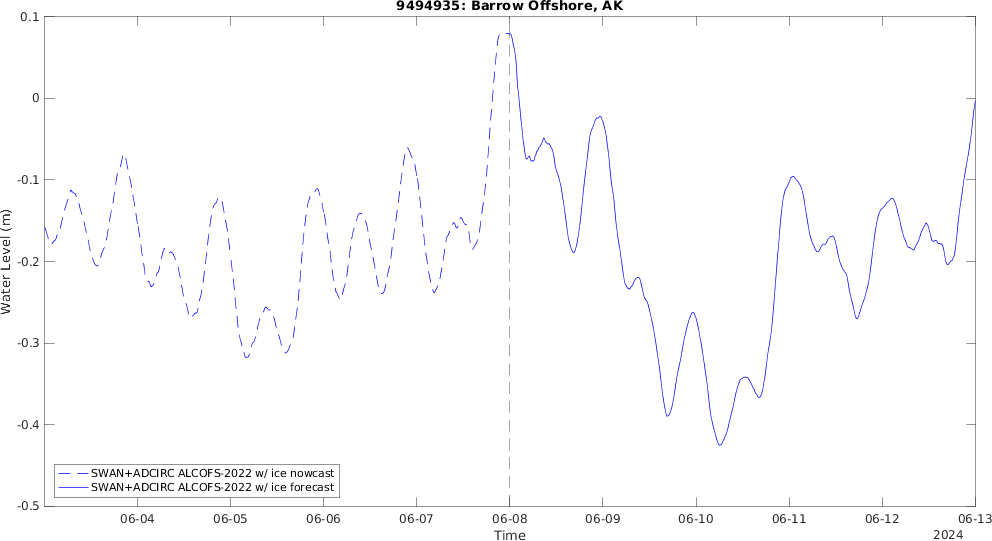 9494935: Barrow Offshore, AK
0.1
0
-0.1
-0.2
-0.3
-0.4
-0.5
Water Level (m)
SWAN+ADCIRC ALCOFS-2022 w/ ice nowcast
SWAN+ADCIRC ALCOFS-2022 w/ ice forecast
06-04 06-05 06-06 06-07 06-08 06-09 06-10 06-11 06-12 06-13
Time
2024